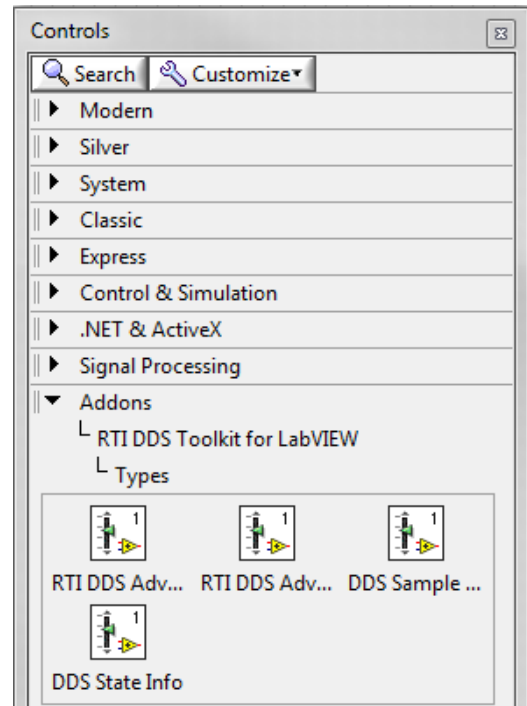 Controls
Search Customize
Modern
Silver
System
Classic
Express
Control & Simulation
.NET & ActiveX
Signal Processing
Addons
RTI DDS Toolkit for LabVIEW
Types
1 1 1
RTI DDS Adv... RTI DDS Adv... DDS Sample ...
1
DDS State Info